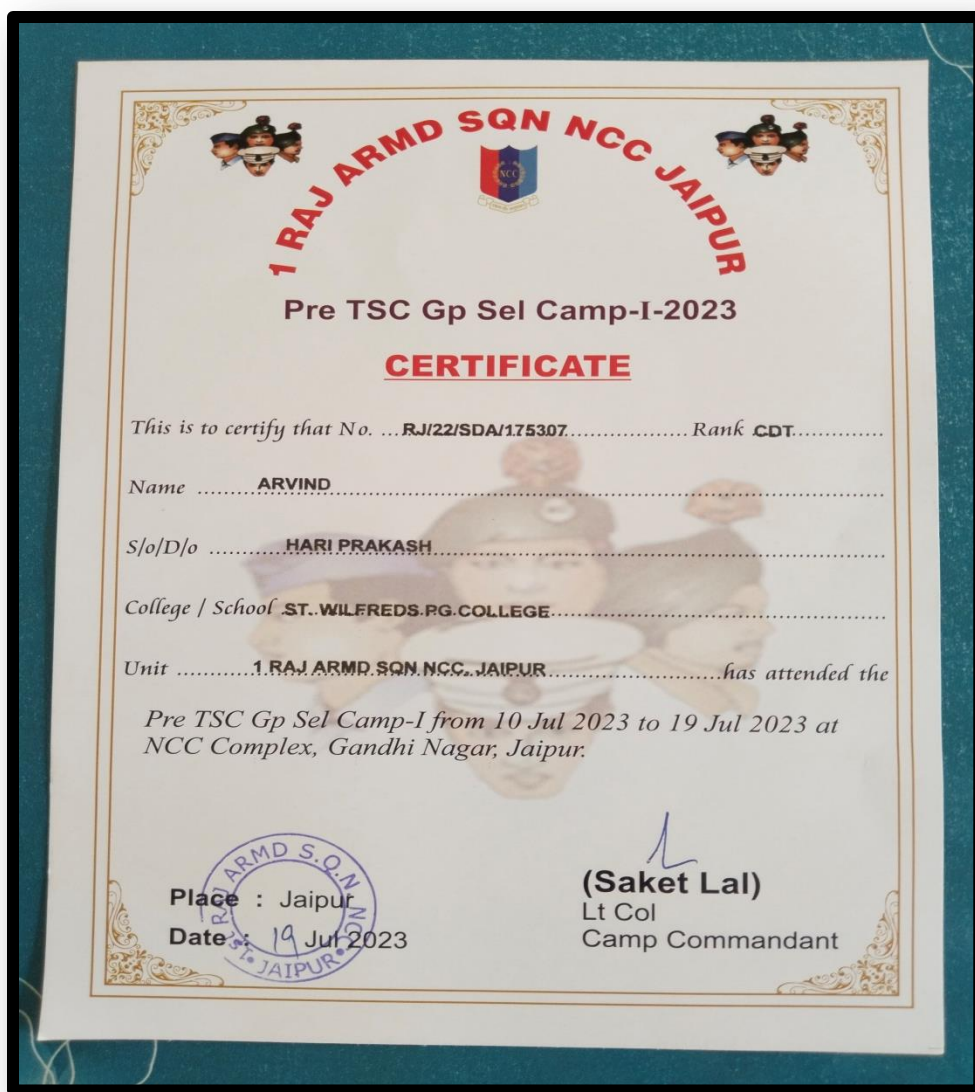 1 RAJ ARMD SQN NCC JAIPUR
NCC
Pre TSC Gp Sel Camp-I-2023
CERTIFICATE
This is to certify that No. ...RJ/22/SDA/175307.................... Rank CDT..............
Name .........ARVIND..........
S/o/D/o ...........HARI PRAKASH..........
College / School ST. WILFREDS PG COLLEGE..........
Unit ............1 RAJ ARMD SQN NCC, JAIPUR..........................has attended the
Pre TSC Gp Sel Camp-I from 10 Jul 2023 to 19 Jul 2023 at
NCC Complex, Gandhi Nagar, Jaipur.
1ST RAJ ARMD S.Q.N. NCC JAIPUR
Place : Jaipur
Date : 19 Jul 2023
(Saket Lal)
Lt Col
Camp Commandant